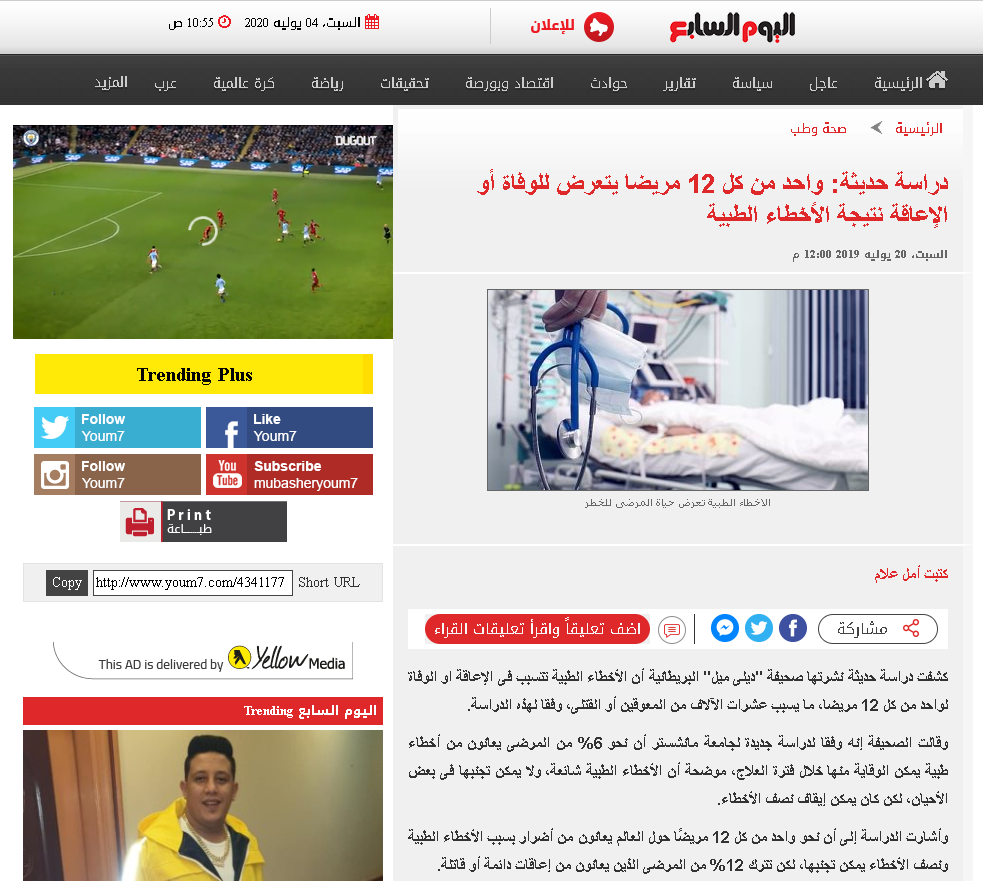 اليوم السابع
للإعلان
السبت، 04 يوليه 2020
10:55 ص
الرئيسية عاجل سياسة تقارير حوادث اقتصاد وبورصة تحقيقات رياضة كرة عالمية عرب المزيد
الرئيسية
صحة وطب
دراسة حديثة: واحد من كل 12 مريضا يتعرض للوفاة أو
الإعاقة نتيجة الأخطاء الطبية
السبت، 20 يوليه 2019 12:00 م
الاخطاء الطبية تعرض حياة المرضى للخطر
كتبت أمل علام
مشاركة
اضف تعليقاً واقرأ تعليقات القراء
كشفت دراسة حديثة نشرتها صحيفة "ديلى ميل" البريطانية أن الأخطاء الطبية تتسبب فى الإعاقة او الوفاة
لواحد من كل 12 مريضا، ما يسبب عشرات الآلاف من المعوقين أو القتلى، وفقا لهذه الدراسة.
وقالت الصحيفة إنه وفقا لدراسة جديدة لجامعة مانشستر أن نحو 6% من المرضى يعانون من أخطاء
طبية يمكن الوقاية منها خلال فترة العلاج، موضحة أن الأخطاء الطبية شائعة، ولا يمكن تجنبها فى بعض
الأحيان، لكن كان يمكن إيقاف نصف الأخطاء.
وأشارت الدراسة إلى أن نحو واحد من كل 12 مريضًا حول العالم يعانون من أضرار بسبب الأخطاء الطبية
ونصف الأخطاء يمكن تجنبها، لكن تترك 12% من المرضى الذين يعانون من إعاقات دائمة أو قاتلة.
DUGOUT
SAP SAP SAP SAP SAP
Trending Plus
Follow
Youm7
Like
Youm7
Follow
Youm7
You
Tube
Subscribe
mubasheryoum7
Print
طبـــاعة
Copy http://www.youm7.com/4341177 Short URL
This AD is delivered by Yellow Media
اليوم السابع Trending